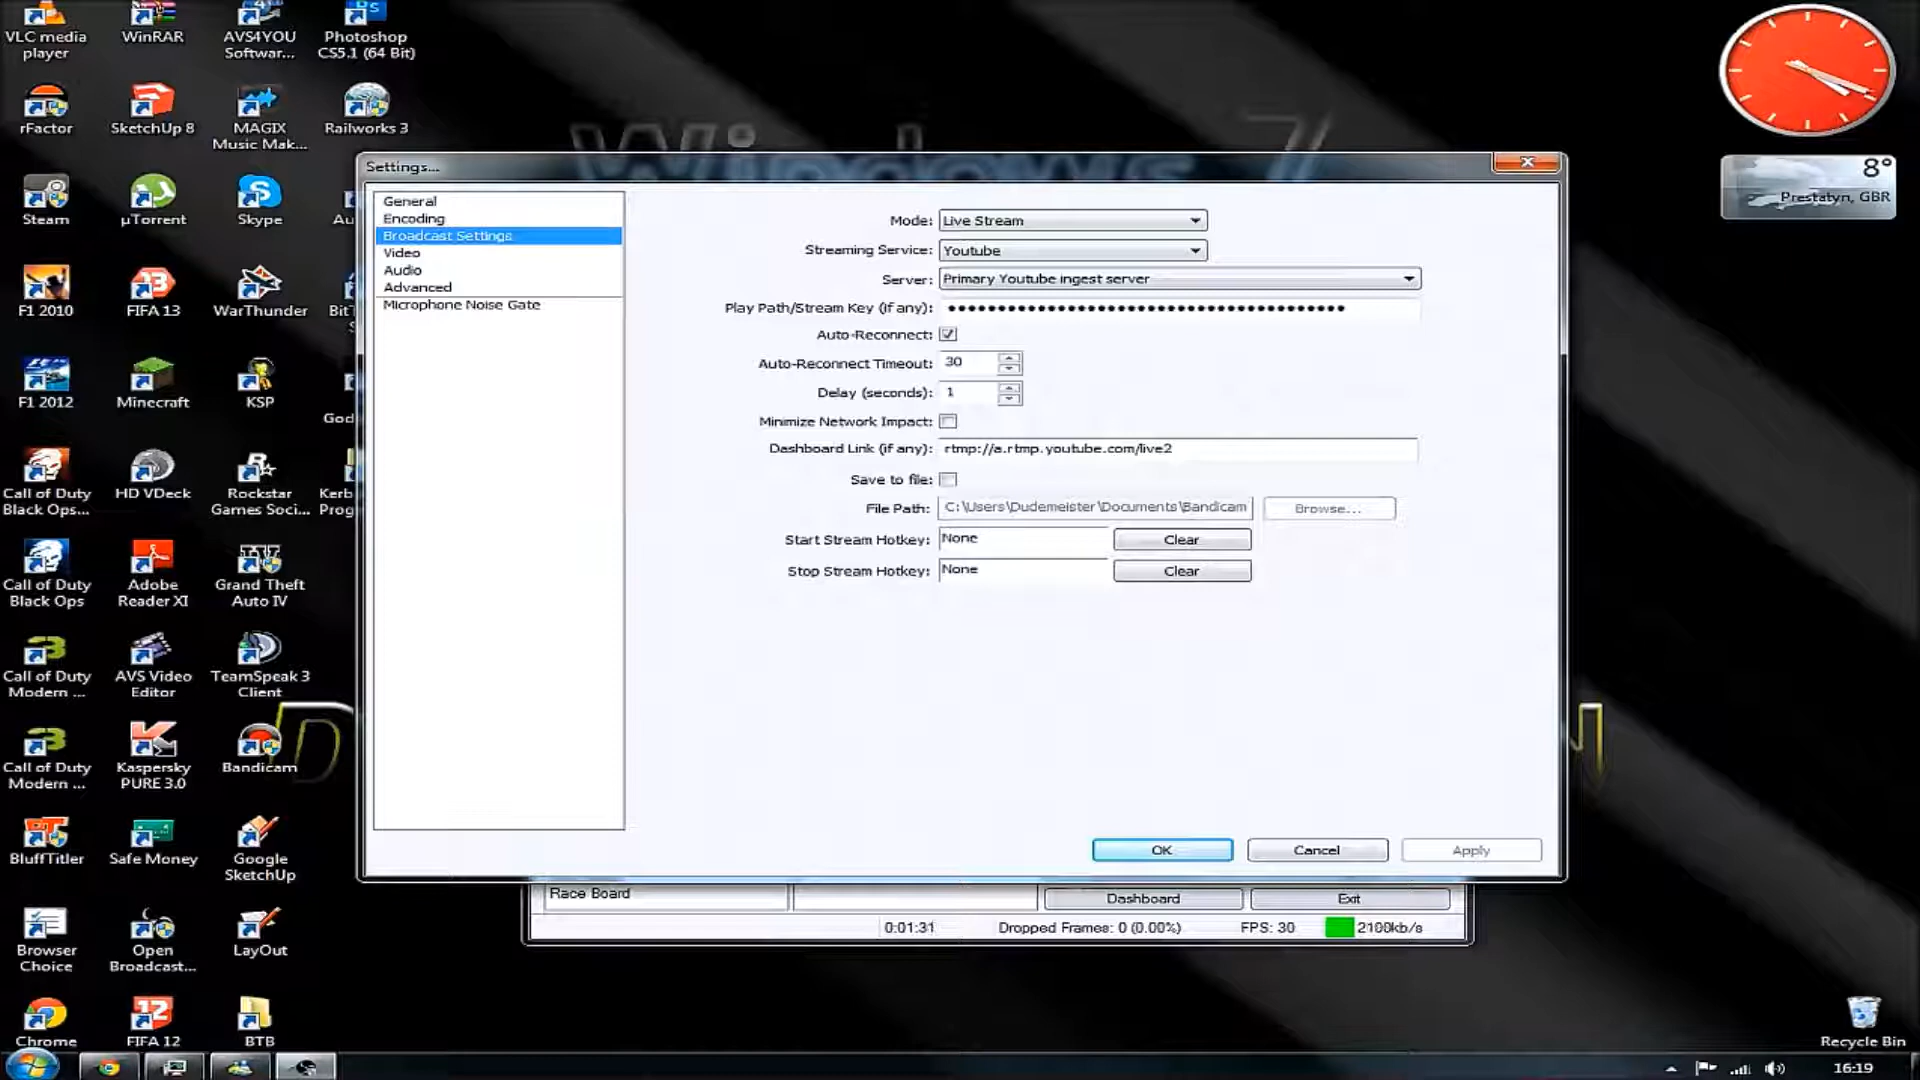 VLC media
player
WinRAR
AVS4YOU
Softwar...
Photoshop
CS5.1 (64 Bit)
rFactor
SketchUp 8
MAGIX
Music Mak...
Railworks 3
Steam
µTorrent
Skype
Au
F1 2010
FIFA 13
WarThunder
BitT
F1 2012
Minecraft
KSP
God
Call of Duty
Black Ops...
HD VDeck
Rockstar
Games Soci...
Kerb
Prog
Call of Duty
Black Ops
Adobe
Reader XI
Grand Theft
Auto IV
Call of Duty
Modern ...
AVS Video
Editor
TeamSpeak 3
Client
Call of Duty
Modern ...
Kaspersky
PURE 3.0
Bandicam
BluffTitler
Safe Money
Google
SketchUp
Browser
Choice
Open
Broadcast...
LayOut
Chrome
FIFA 12
BTB
Windows 7
8°
Prestatyn, GBR
Settings...
General
Encoding
Broadcast Settings
Video
Audio
Advanced
Microphone Noise Gate
Mode: Live Stream
Streaming Service: Youtube
Server: Primary Youtube ingest server
Play Path/Stream Key (if any):
Auto-Reconnect:
Auto-Reconnect Timeout: 30
Delay (seconds): 1
Minimize Network Impact:
Dashboard Link (if any): rtmp://a.rtmp.youtube.com/live2
Save to file:
File Path: C:\Users\Dudemeister\Documents\Bandicam Browse...
Start Stream Hotkey: None Clear
Stop Stream Hotkey: None Clear
OK Cancel Apply
Race Board Dashboard Exit
0:01:31 Dropped Frames: 0 (0.00%) FPS: 30 2100kb/s
Recycle Bin
16:19